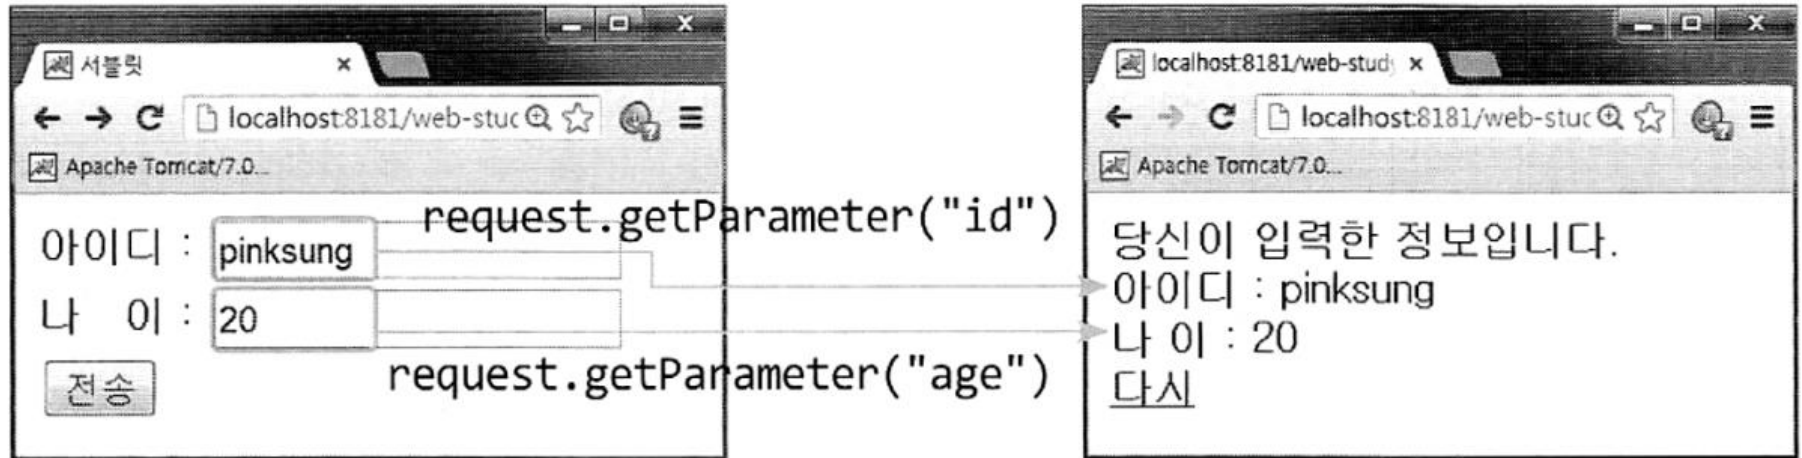 서블릿
localhost:8181/web-stuc
Apache Tomcat/7.0...
아이디 : pinksung
나 이 : 20
전송
request.getParameter("id")
request.getParameter("age")
localhost:8181/web-stud
localhost:8181/web-stuc
Apache Tomcat/7.0...
당신이 입력한 정보입니다.
아이디 : pinksung
나 이 : 20
다시